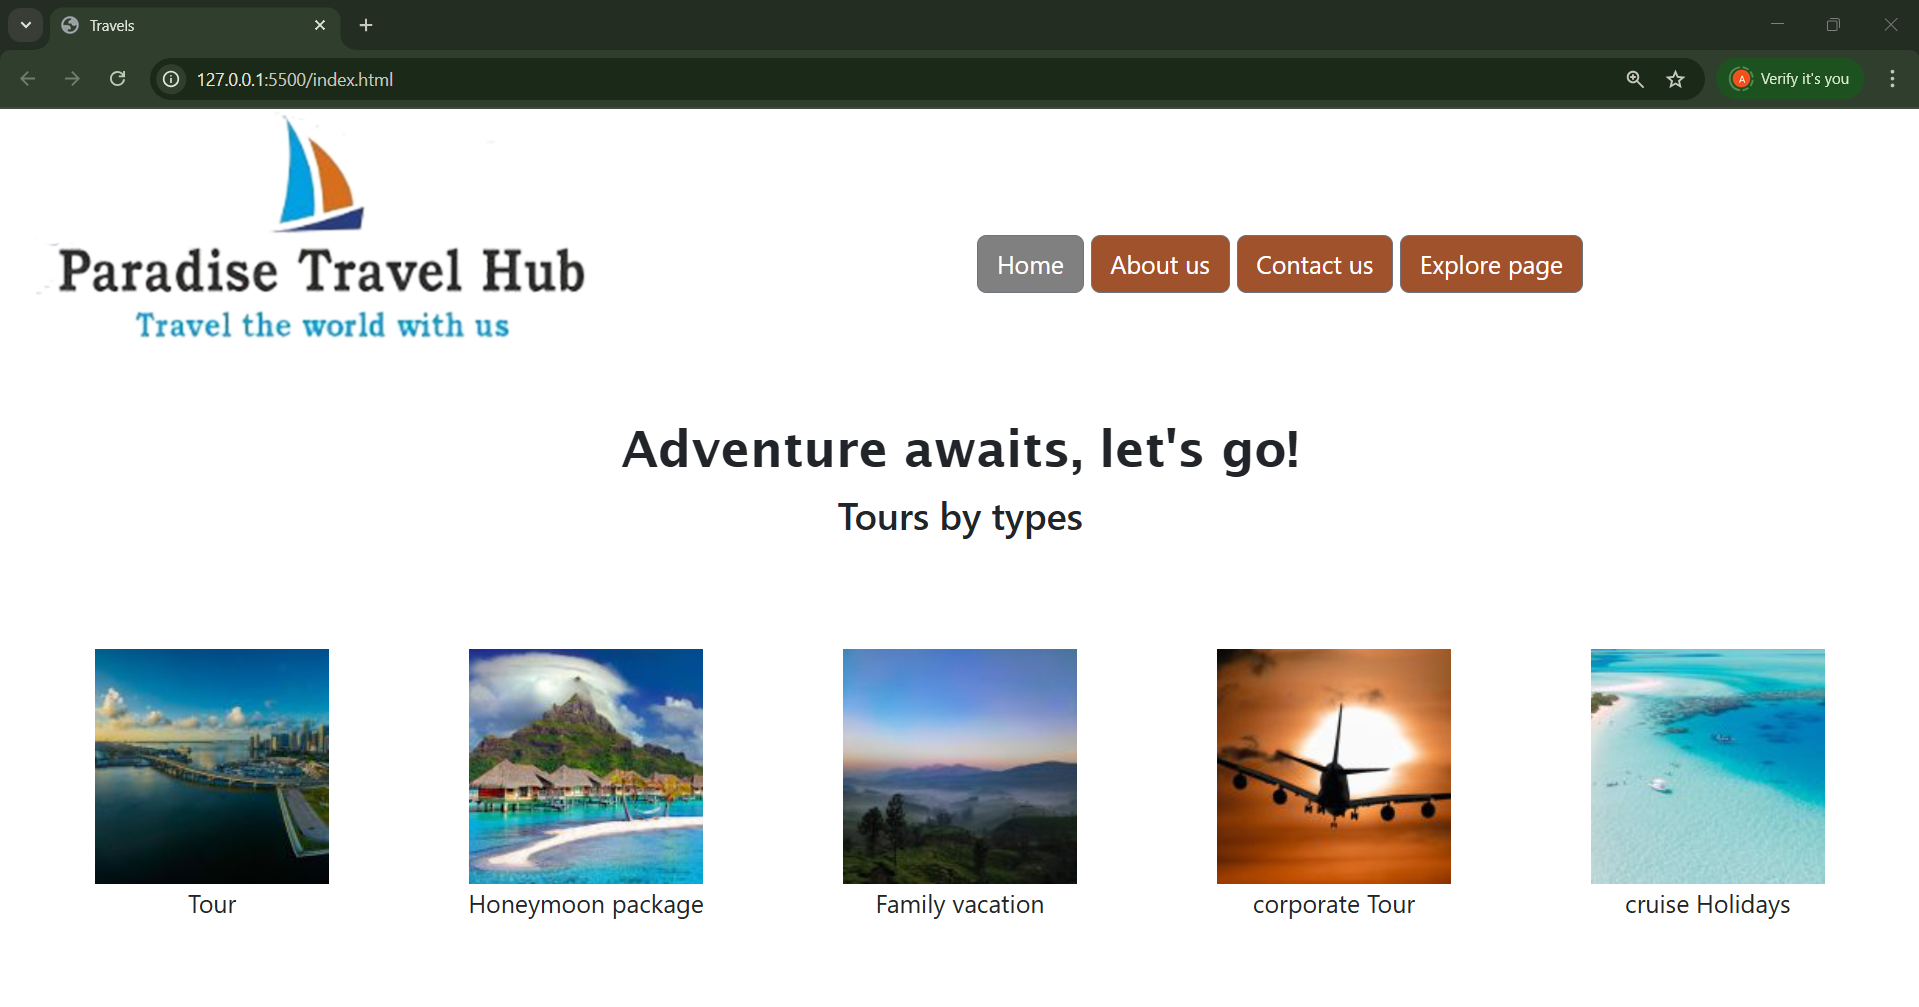 Travels
127.0.0.1:5500/index.html
A Verify it's you
Paradise Travel Hub
Travel the world with us
Home About us Contact us Explore page
Adventure awaits, let's go!
Tours by types
Tour Honeymoon package Family vacation corporate Tour cruise Holidays